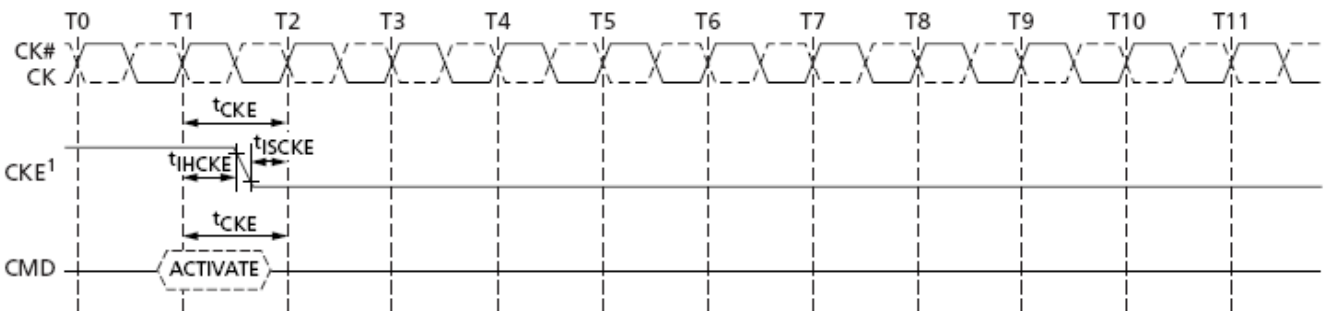 T0 T1 T2 T3 T4 T5 T6 T7 T8 T9 T10 T11
CK#
CK
tCKE
tISCKE
tIHCKE
CKE1
tCKE
CMD ACTIVATE